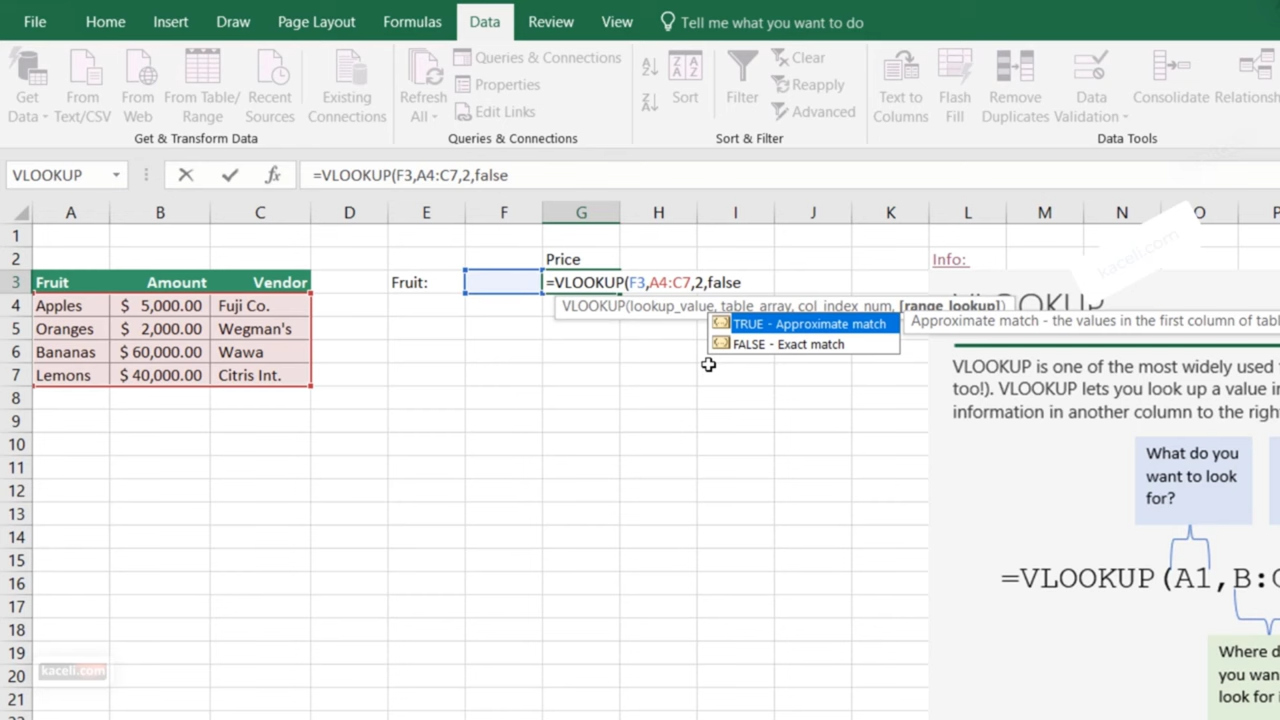 File Home Insert Draw Page Layout Formulas Data Review View Tell me what you want to do
Get Data From Text/CSV From Web From Table/Range Recent Sources Existing Connections
Get & Transform Data
Refresh All Queries & Connections Properties Edit Links
Queries & Connections
Sort Filter Clear Reapply Advanced
Sort & Filter
Text to Columns Flash Fill Remove Duplicates Data Validation Consolidate
Data Tools
VLOOKUP fx =VLOOKUP(F3,A4:C7,2,false
A B C D E F G H I J K L M N O P
1
2 Price Info:
3 Fruit Amount Vendor Fruit: =VLOOKUP(F3,A4:C7,2,false
4 Apples $ 5,000.00 Fuji Co.
VLOOKUP(lookup_value, table_array, col_index_num, [range_lookup])
VLOOKUP
TRUE - Approximate match
Approximate match - the values in the first column of
FALSE - Exact match
5 Oranges $ 2,000.00 Wegman's
6 Bananas $ 60,000.00 Wawa
7 Lemons $ 40,000.00 Citris Int.
8
9
10
11
12
13
14
15
16
17
18
19
20
21
VLOOKUP is one of the most widely used
too!). VLOOKUP lets you look up a value
information in another column to the
What do you
want to look
for?
=VLOOKUP(A1,B:
Where
you
look for
kaceli.com
kaceli.com